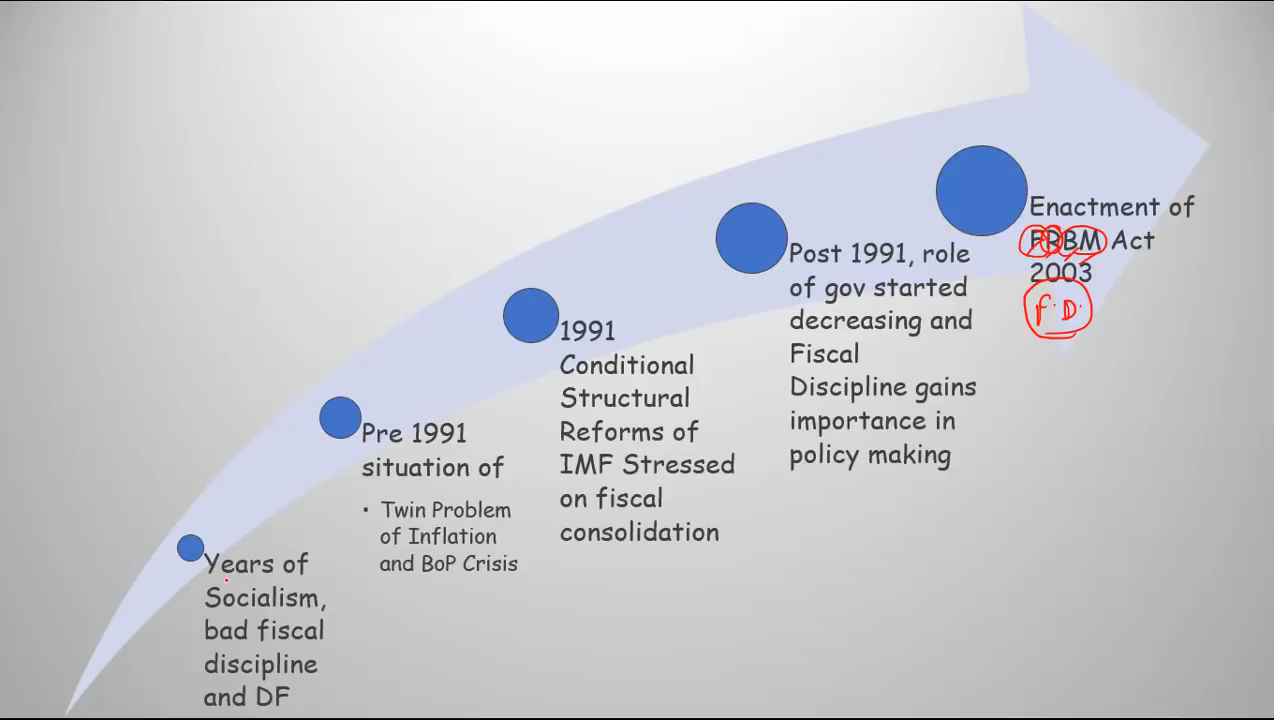 Years of
Socialism,
bad fiscal
discipline
and DF
Pre 1991
situation of
• Twin Problem
of Inflation
and BoP Crisis
1991
Conditional
Structural
Reforms of
IMF Stressed
on fiscal
consolidation
Post 1991, role
of gov started
decreasing and
Fiscal
Discipline gains
importance in
policy making
Enactment of
FRBM Act
2003
F.D.